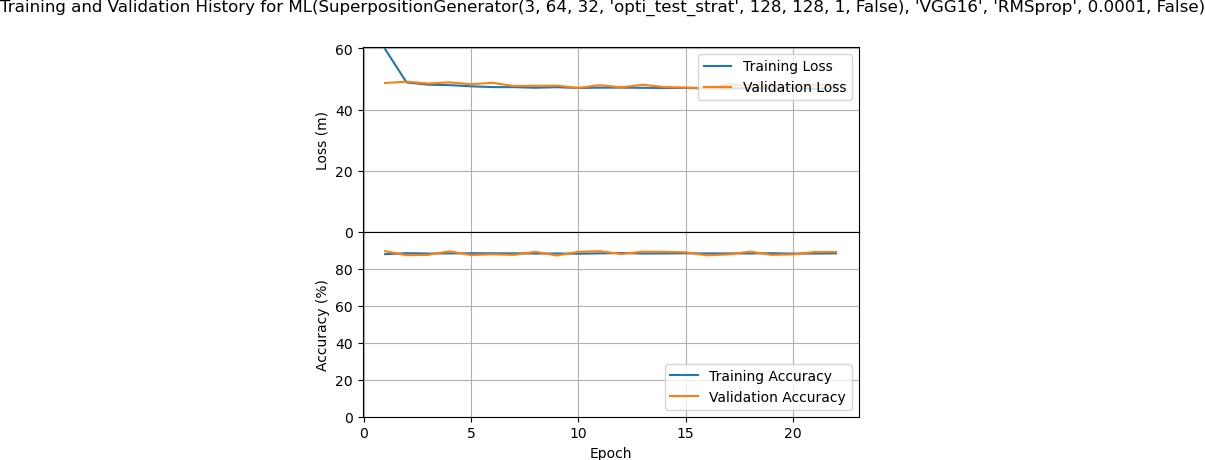 Training and Validation History for ML(SuperpositionGenerator(3, 64, 32, 'opti_test_strat', 128, 128, 1, False), 'VGG16', 'RMSprop', 0.0001, False)
60
40
20
0
Loss (m)
Training Loss
Validation Loss
80
60
40
20
0
Accuracy (%)
Training Accuracy
Validation Accuracy
0 5 10 15 20
Epoch